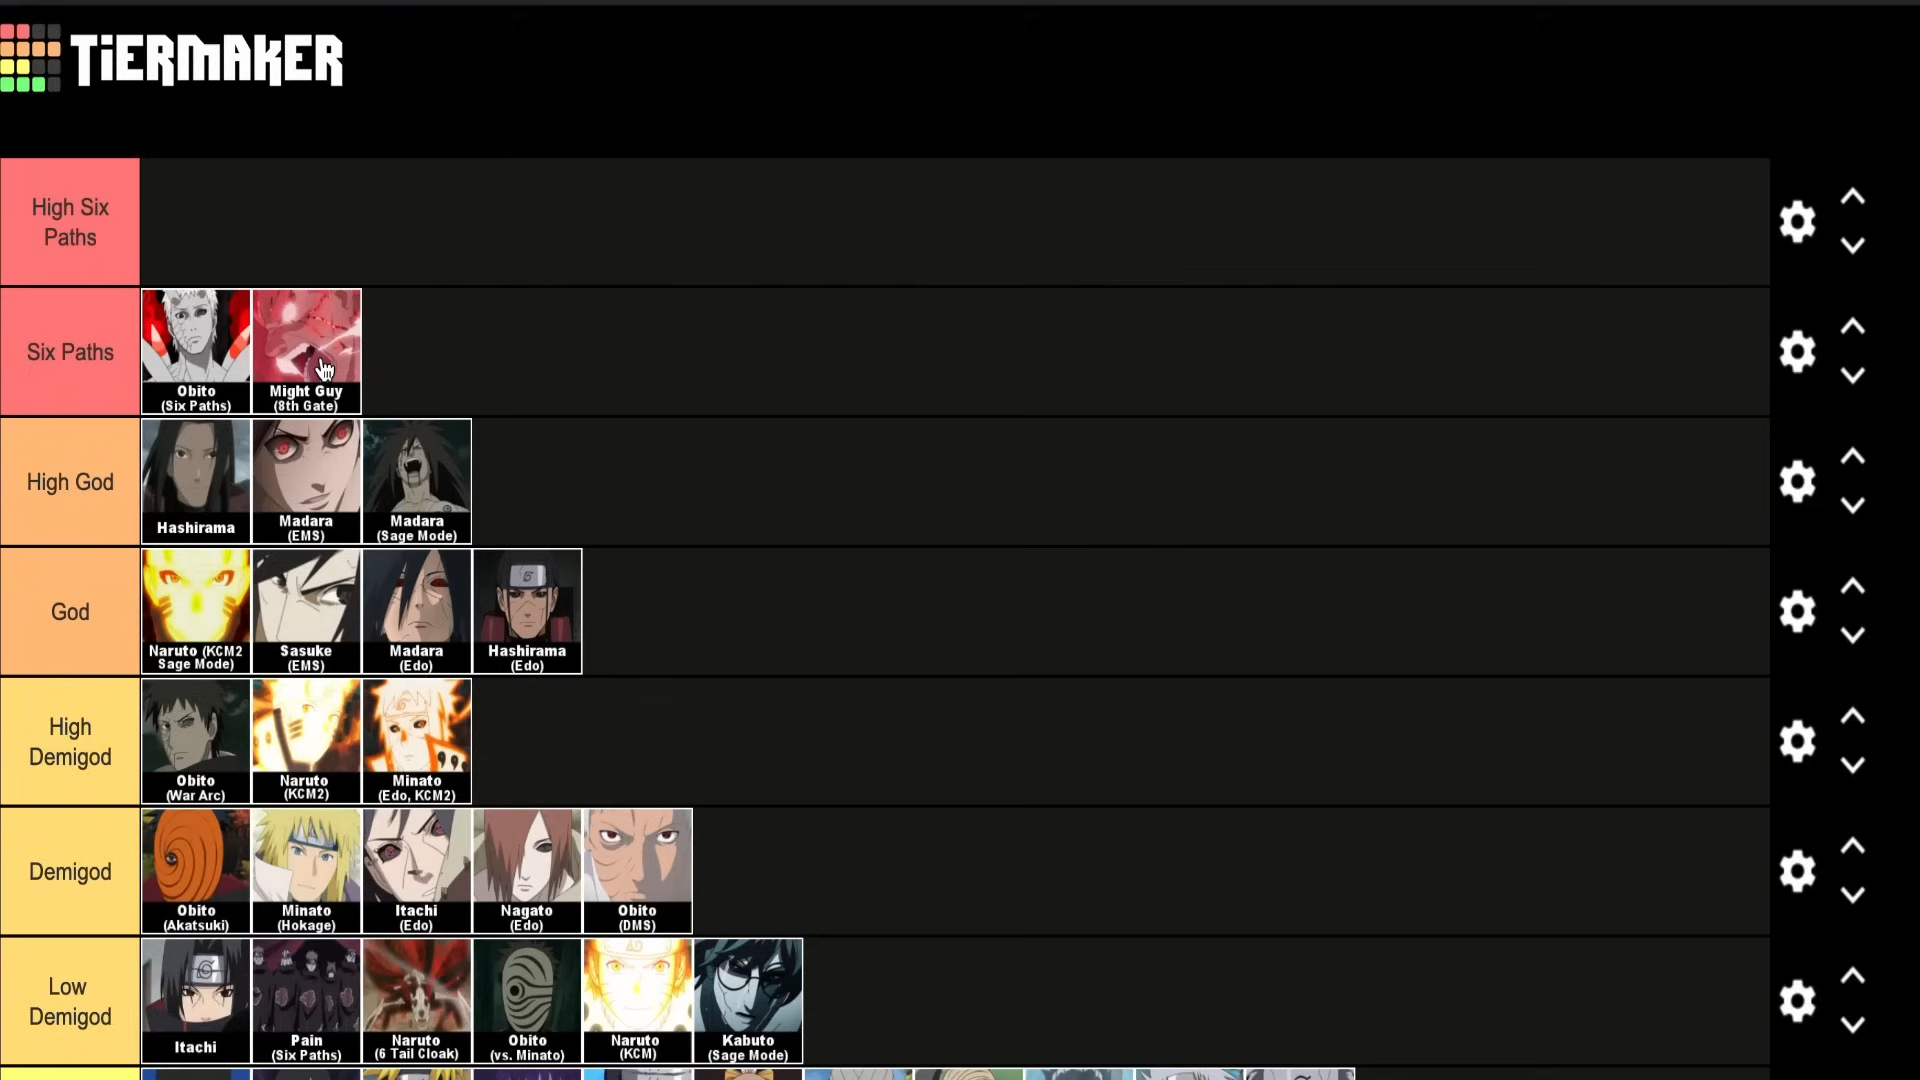 TiERMAKER
High Six
Paths
Six Paths
Obito
(Six Paths)
Might Guy
(8th Gate)
High God
Hashirama
Madara
(EMS)
Madara
(Sage Mode)
God
Naruto (KCM2
Sage Mode)
Sasuke
(EMS)
Madara
(Edo)
Hashirama
(Edo)
High
Demigod
Obito
(War Arc)
Naruto
(KCM2)
Minato
(Edo, KCM2)
Demigod
Obito
(Akatsuki)
Minato
(Hokage)
Itachi
(Edo)
Nagato
(Edo)
Obito
(DMS)
Low
Demigod
Itachi
Pain
(Six Paths)
Naruto
(6 Tail Cloak)
Obito
(vs. Minato)
Naruto
(KCM)
Kabuto
(Sage Mode)